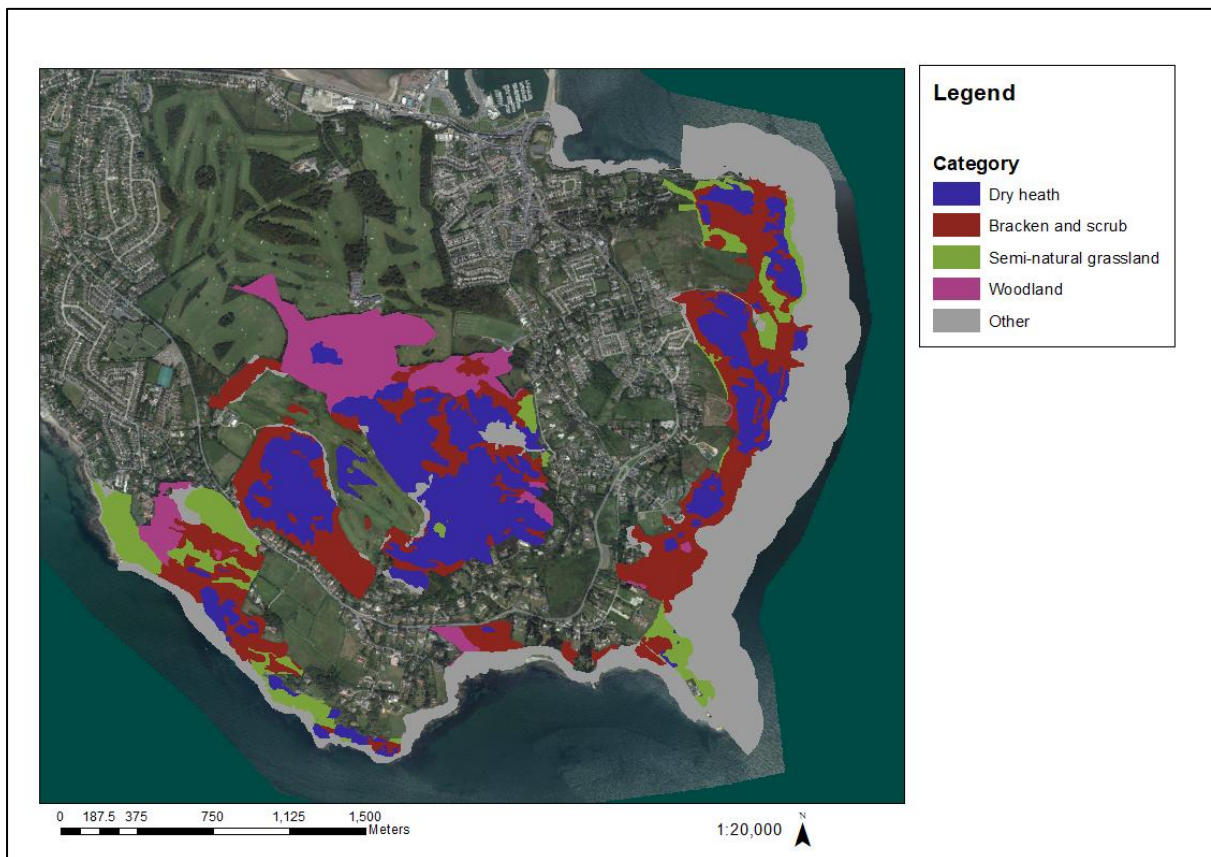 Legend
Category
Dry heath
Bracken and scrub
Semi-natural grassland
Woodland
Other
0 187.5 375 750 1,125 1,500
Meters
1:20,000
N